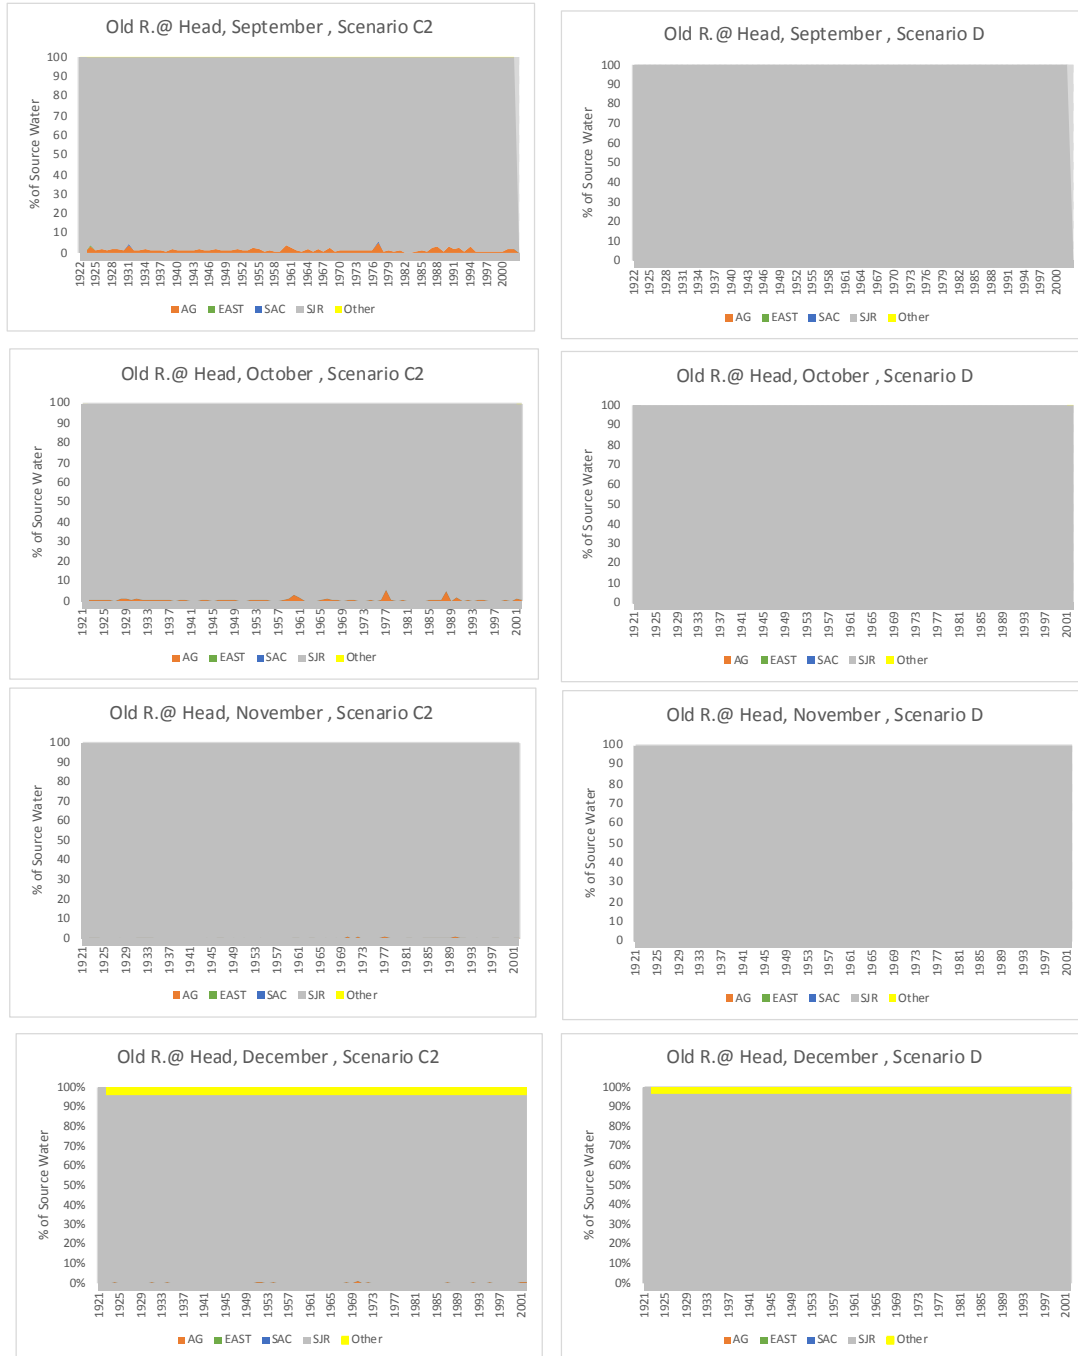 Old R.@ Head, September , Scenario C2
100
90
80
70
60
50
40
30
20
10
0
% of Source Water
1922 1925 1928 1931 1934 1937 1940 1943 1946 1949 1952 1955 1958 1961 1964 1967 1970 1973 1976 1979 1982 1985 1988 1991 1994 1997 2000
AG EAST SAC SJR Other
Old R.@ Head, September , Scenario D
100
90
80
70
60
50
40
30
20
10
0
% of Source Water
1922 1925 1928 1931 1934 1937 1940 1943 1946 1949 1952 1955 1958 1961 1964 1967 1970 1973 1976 1979 1982 1985 1988 1991 1994 1997 2000
AG EAST SAC SJR Other
Old R.@ Head, October , Scenario C2
100
90
80
70
60
50
40
30
20
10
0
% of Source Water
1921 1925 1929 1933 1937 1941 1945 1949 1953 1957 1961 1965 1969 1973 1977 1981 1985 1989 1993 1997 2001
AG EAST SAC SJR Other
Old R.@ Head, October , Scenario D
100
90
80
70
60
50
40
30
20
10
0
% of Source Water
1921 1925 1929 1933 1937 1941 1945 1949 1953 1957 1961 1965 1969 1973 1977 1981 1985 1989 1993 1997 2001
AG EAST SAC SJR Other
Old R.@ Head, November , Scenario C2
100
90
80
70
60
50
40
30
20
10
0
% of Source Water
1921 1925 1929 1933 1937 1941 1945 1949 1953 1957 1961 1965 1969 1973 1977 1981 1985 1989 1993 1997 2001
AG EAST SAC SJR Other
Old R.@ Head, November , Scenario D
100
90
80
70
60
50
40
30
20
10
0
% of Source Water
1921 1925 1929 1933 1937 1941 1945 1949 1953 1957 1961 1965 1969 1973 1977 1981 1985 1989 1993 1997 2001
AG EAST SAC SJR Other
Old R.@ Head, December , Scenario C2
100%
90%
80%
70%
60%
50%
40%
30%
20%
10%
0%
% of Source Water
1921 1925 1929 1933 1937 1941 1945 1949 1953 1957 1961 1965 1969 1973 1977 1981 1985 1989 1993 1997 2001
AG EAST SAC SJR Other
Old R.@ Head, December , Scenario D
100%
90%
80%
70%
60%
50%
40%
30%
20%
10%
0%
% of Source Water
1921 1925 1929 1933 1937 1941 1945 1949 1953 1957 1961 1965 1969 1973 1977 1981 1985 1989 1993 1997 2001
AG EAST SAC SJR Other